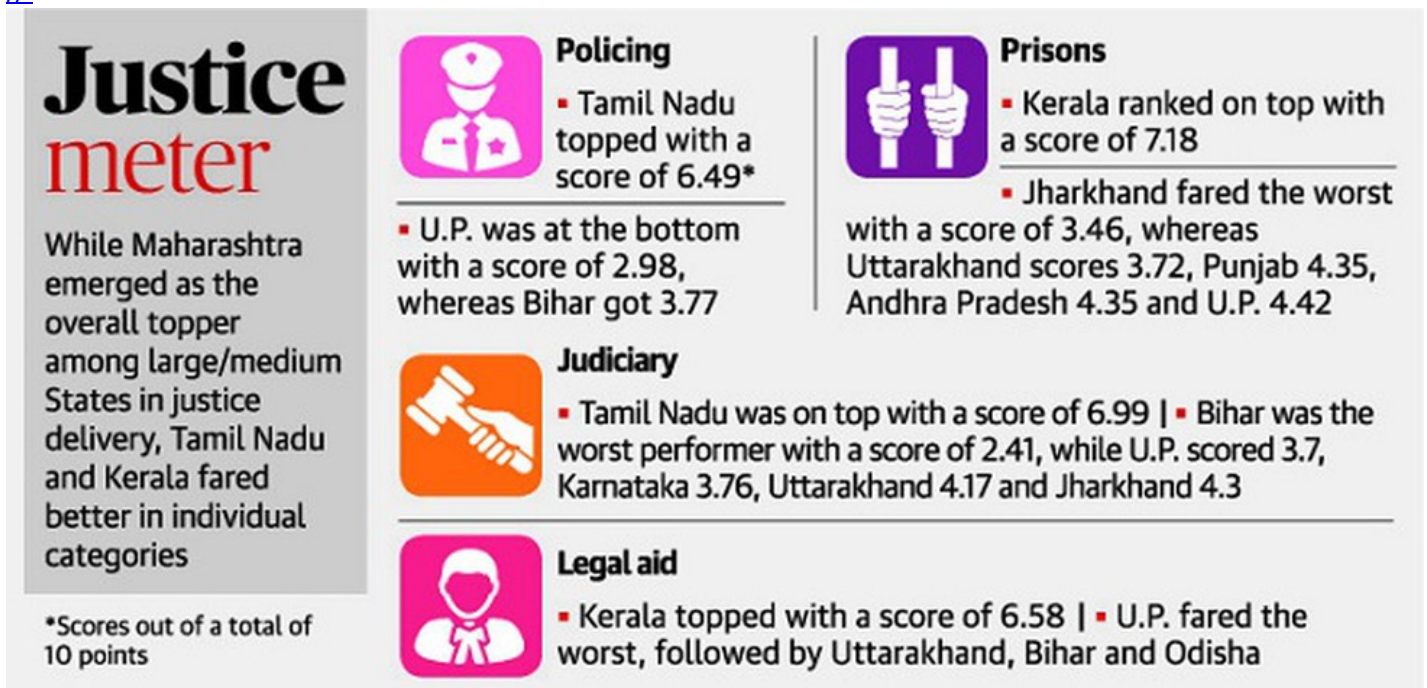 Justice
meter
While Maharashtra
emerged as the
overall topper
among large/medium
States in justice
delivery, Tamil Nadu
and Kerala fared
better in individual
categories
*Scores out of a total of
10 points
Policing
▪ Tamil Nadu
topped with a
score of 6.49*
▪ U.P. was at the bottom
with a score of 2.98,
whereas Bihar got 3.77
Prisons
▪ Kerala ranked on top with
a score of 7.18
▪ Jharkhand fared the worst
with a score of 3.46, whereas
Uttarakhand scores 3.72, Punjab 4.35,
Andhra Pradesh 4.35 and U.P. 4.42
Judiciary
▪ Tamil Nadu was on top with a score of 6.99 | ▪ Bihar was the
worst performer with a score of 2.41, while U.P. scored 3.7,
Karnataka 3.76, Uttarakhand 4.17 and Jharkhand 4.3
Legal aid
▪ Kerala topped with a score of 6.58 | ▪ U.P. fared the
worst, followed by Uttarakhand, Bihar and Odisha